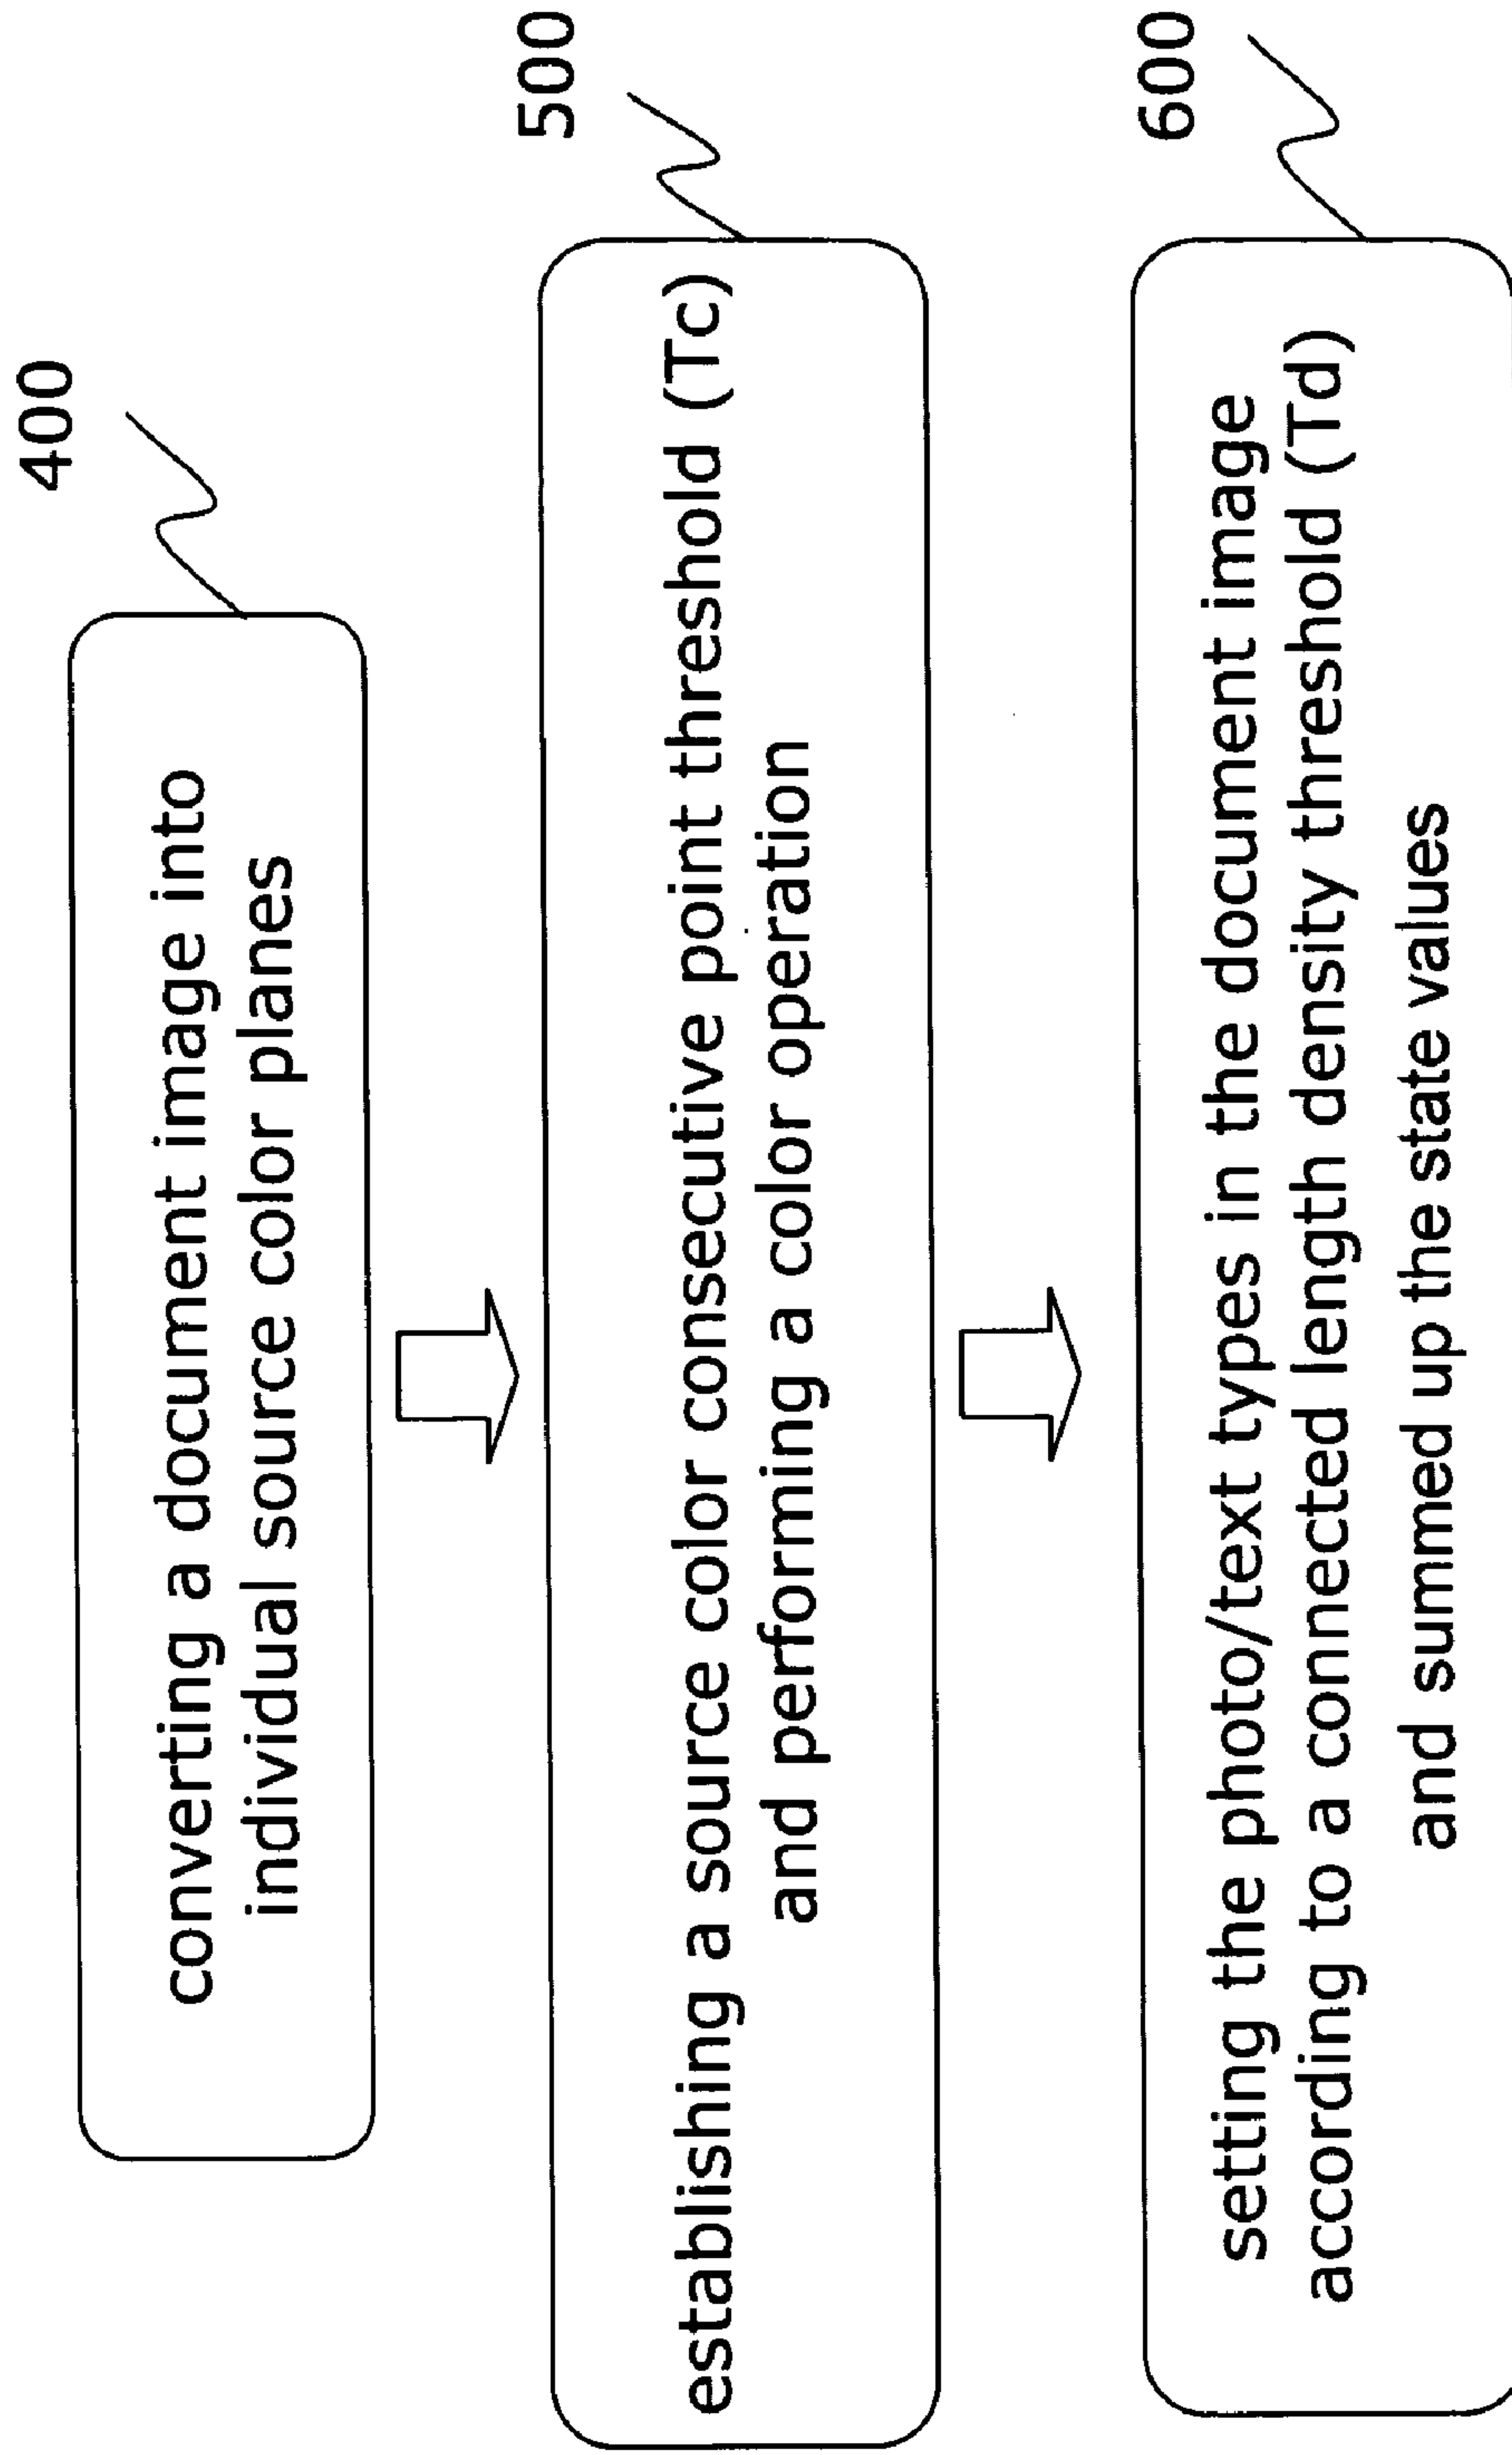 400
converting a document image into
individual source color planes
500
establishing a source color consecutive point threshold (Tc)
and performing a color operation
600
setting the photo/text types in the document image
according to a connected length density threshold (Td)
and summed up the state values